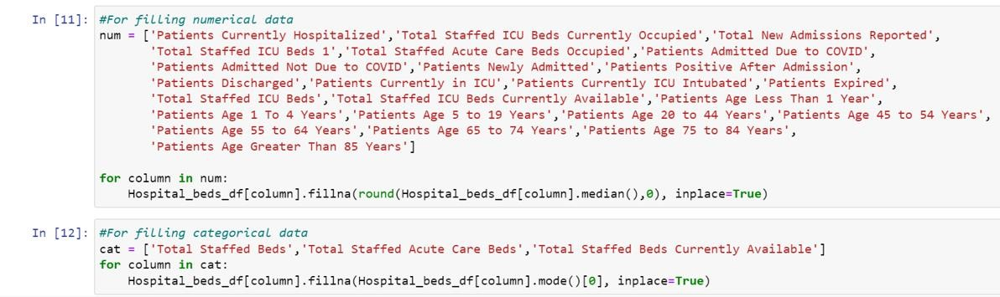 In [11]: #For filling numerical data
num = ['Patients Currently Hospitalized','Total Staffed ICU Beds Currently Occupied','Total New Admissions Reported',
'Total Staffed ICU Beds 1','Total Staffed Acute Care Beds Occupied','Patients Admitted Due to COVID',
'Patients Admitted Not Due to COVID','Patients Newly Admitted','Patients Positive After Admission',
'Patients Discharged','Patients Currently in ICU','Patients Currently ICU Intubated','Patients Expired',
'Total Staffed ICU Beds','Total Staffed ICU Beds Currently Available','Patients Age Less Than 1 Year',
'Patients Age 1 To 4 Years','Patients Age 5 to 19 Years','Patients Age 20 to 44 Years','Patients Age 45 to 54 Years',
'Patients Age 55 to 64 Years','Patients Age 65 to 74 Years','Patients Age 75 to 84 Years',
'Patients Age Greater Than 85 Years']
for column in num:
Hospital_beds_df[column].fillna(round(Hospital_beds_df[column].median(),0), inplace=True)
In [12]: #For filling categorical data
cat = ['Total Staffed Beds','Total Staffed Acute Care Beds','Total Staffed Beds Currently Available']
for column in cat:
Hospital_beds_df[column].fillna(Hospital_beds_df[column].mode()[0], inplace=True)